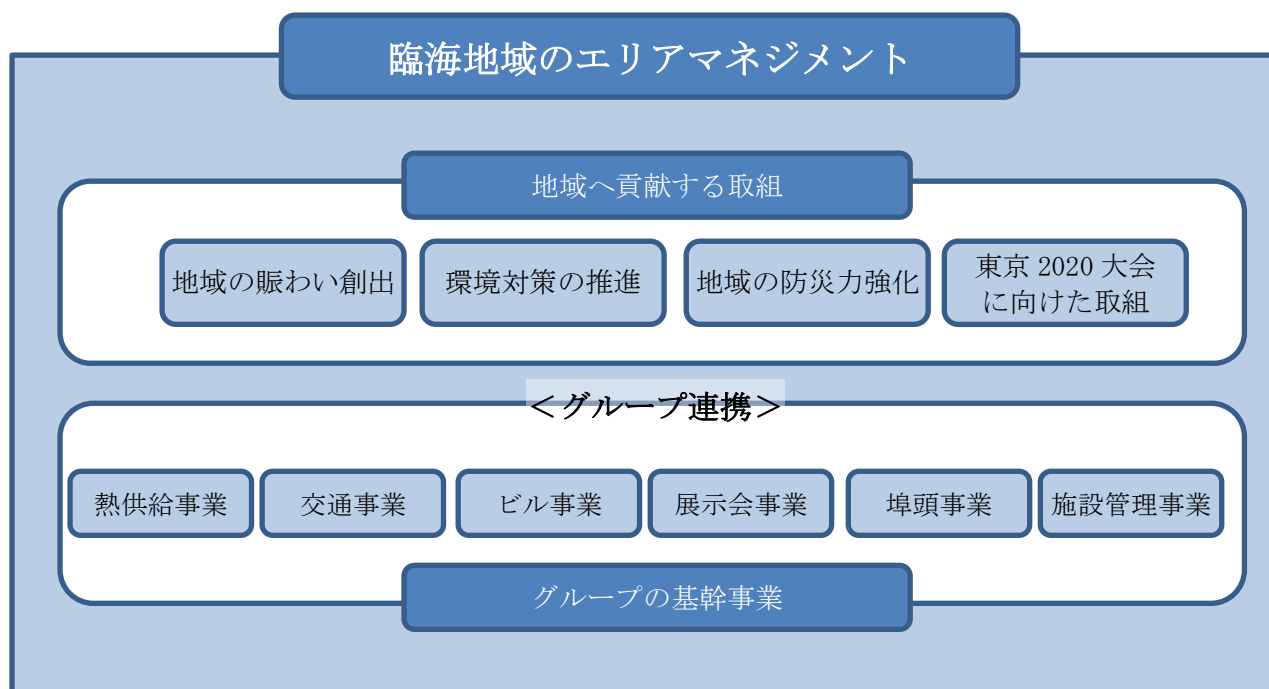 臨海地域のエリアマネジメント
地域へ貢献する取組
地域の賑わい創出
環境対策の推進
地域の防災力強化
東京 2020 大会
に向けた取組
<グループ連携>
熱供給事業
交通事業
ビル事業
展示会事業
埠頭事業
施設管理事業
グループの基幹事業